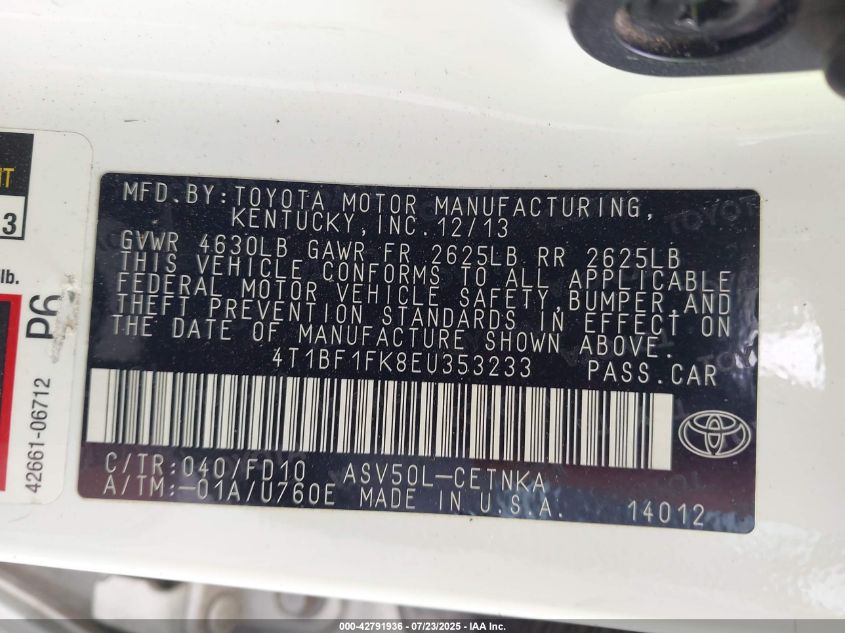 MFD.BY:TOYOTA MOTOR MANUFACTURING,
KENTUCKY,INC.12/13
GVWR 4630LB GAWR FR 2625LB RR 2625LB
THIS VEHICLE CONFORMS TO ALL APPLICABLE
FEDERAL MOTOR VEHICLE SAFETY,BUMPER,AND
THEFT PREVENTION STANDARDS IN EFFECT ON
THE DATE OF MANUFACTURE SHOWN ABOVE.
4T1BF1FK8EU353233 PASS.CAR
C/TR:040/FD10 ASV50L-CETNKA
A/TM:-01A/U760E MADE IN U.S.A. 14012
3
lb.
P6
42661-06712
000-42791936 - 07/23/2025 - IAA Inc.